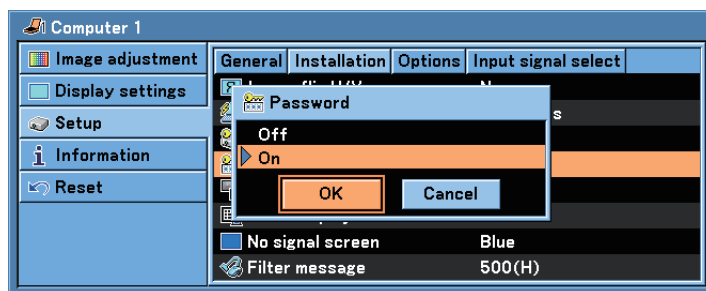 Computer 1
Image adjustment
Display settings
Setup
Information
Reset
General Installation Options Input signal select
Password
Off
On
OK Cancel
s
No signal screen Blue
Filter message 500(H)